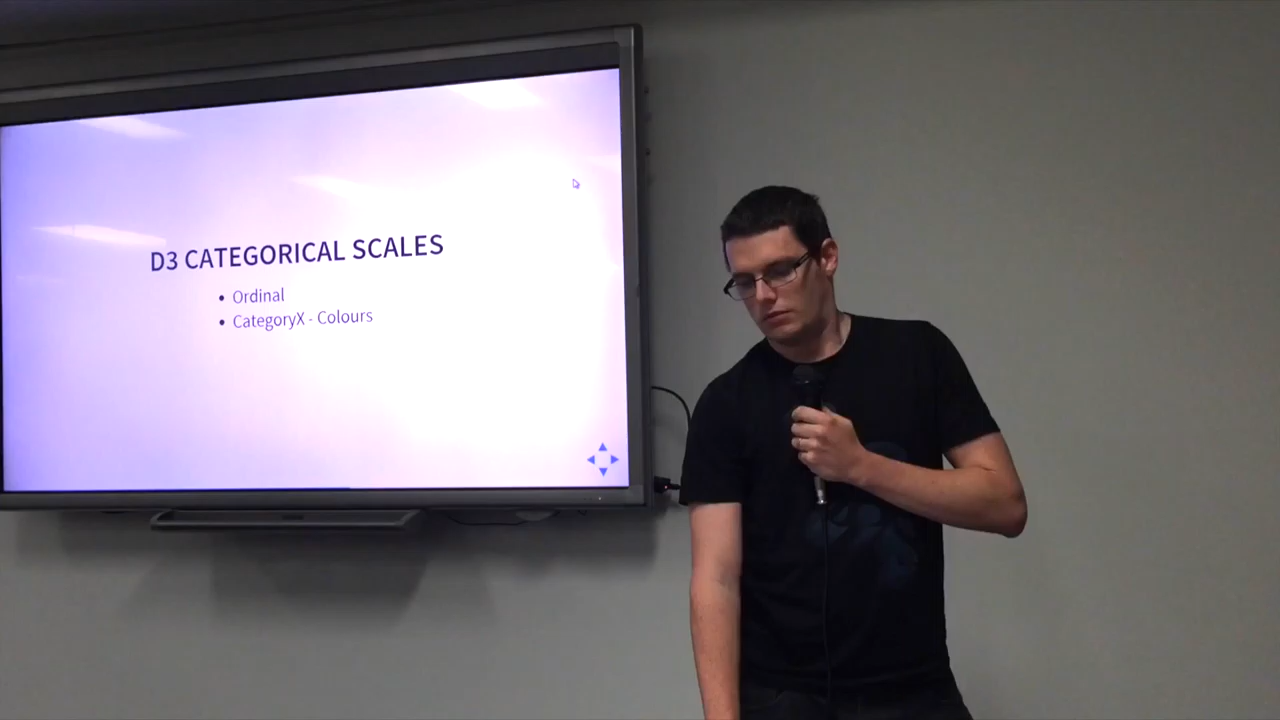 D3 CATEGORICAL SCALES
• Ordinal
• CategoryX - Colours